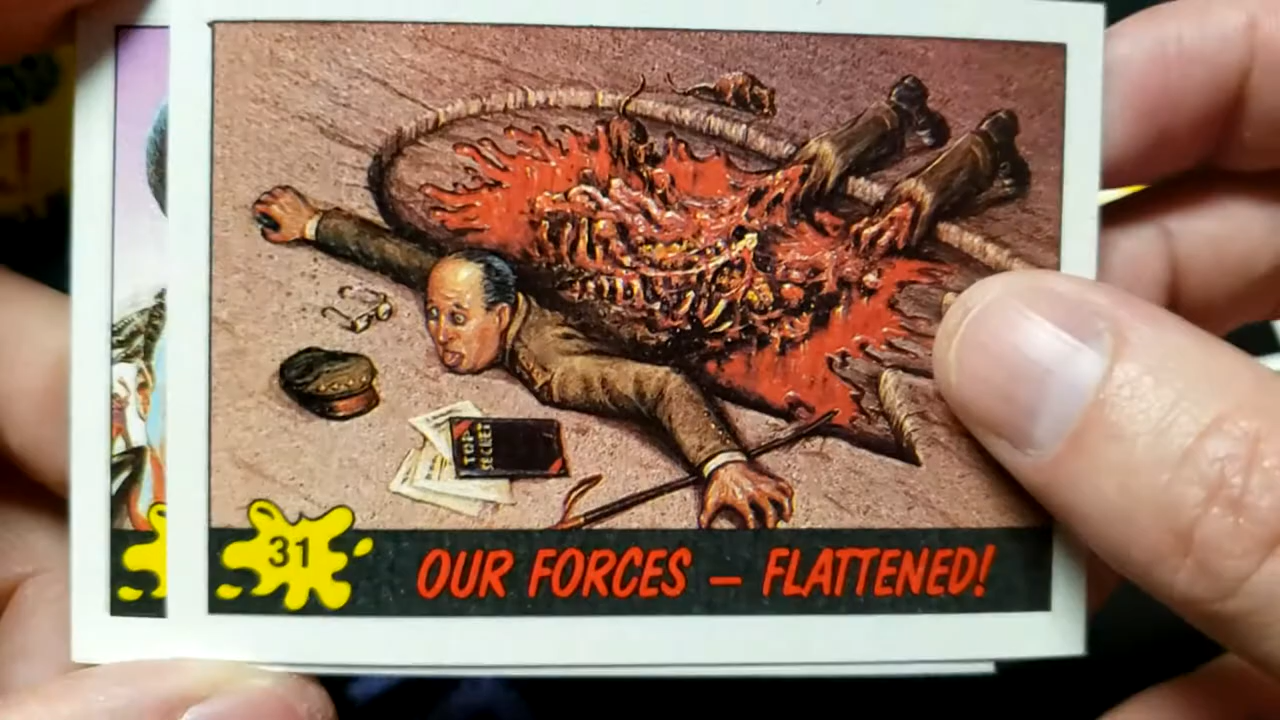 TOP
SECRET
31
OUR FORCES – FLATTENED!